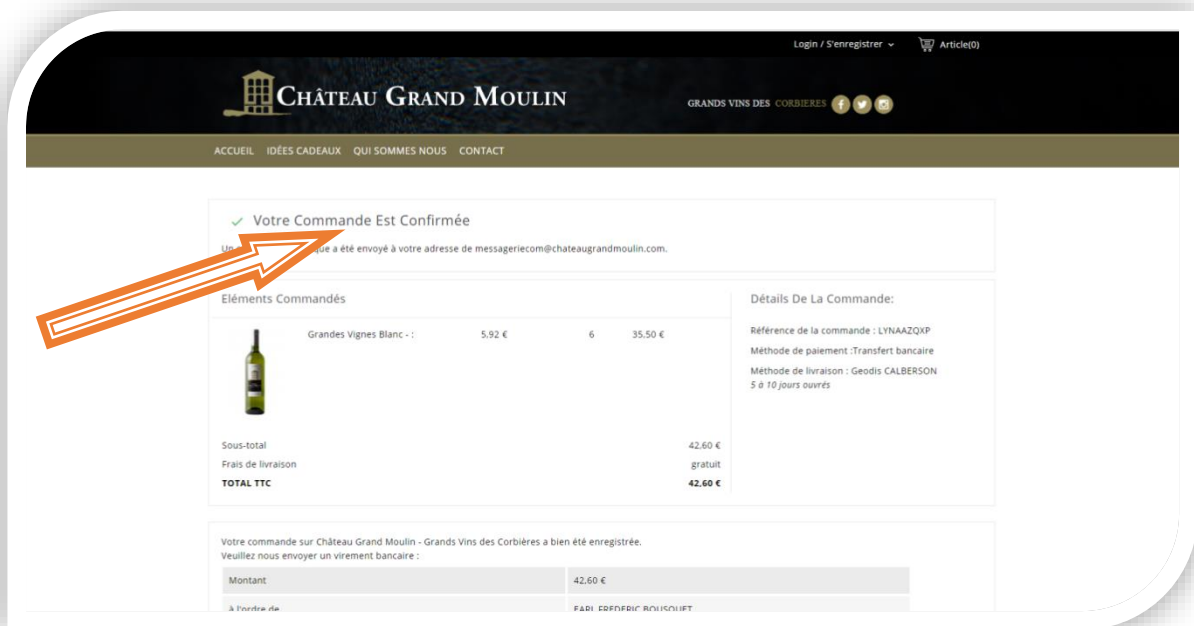 Login / S'enregistrer
Article(0)
CHÂTEAU GRAND MOULIN
GRANDS VINS DES CORBIERES
ACCUEIL IDÉES CADEAUX QUI SOMMES NOUS CONTACT
Votre Commande Est Confirmée
Un que a été envoyé à votre adresse de messageriecom@chateaugrandmoulin.com.
Eléments Commandés
Grandes Vignes Blanc - : 5,92 € 6 35,50 €
Sous-total 42,60 €
Frais de livraison gratuit
TOTAL TTC 42,60 €
Détails De La Commande:
Référence de la commande : LYNAAZQXP
Méthode de paiement :Transfert bancaire
Méthode de livraison : Geodis CALBERSON
5 à 10 jours ouvrés
Votre commande sur Château Grand Moulin - Grands Vins des Corbières a bien été enregistrée.
Veuillez nous envoyer un virement bancaire :
Montant 42,60 €
à l'ordre de EARL FREDERIC BOUSQUET